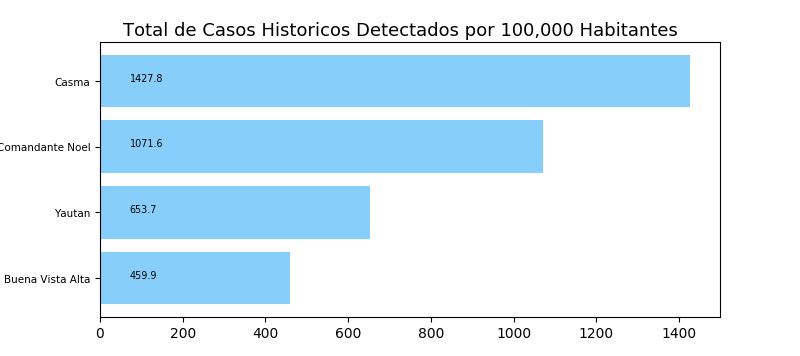 Total de Casos Historicos Detectados por 100,000 Habitantes
Casma
1427.8
Comandante Noel
1071.6
Yautan
653.7
Buena Vista Alta
459.9
0 200 400 600 800 1000 1200 1400